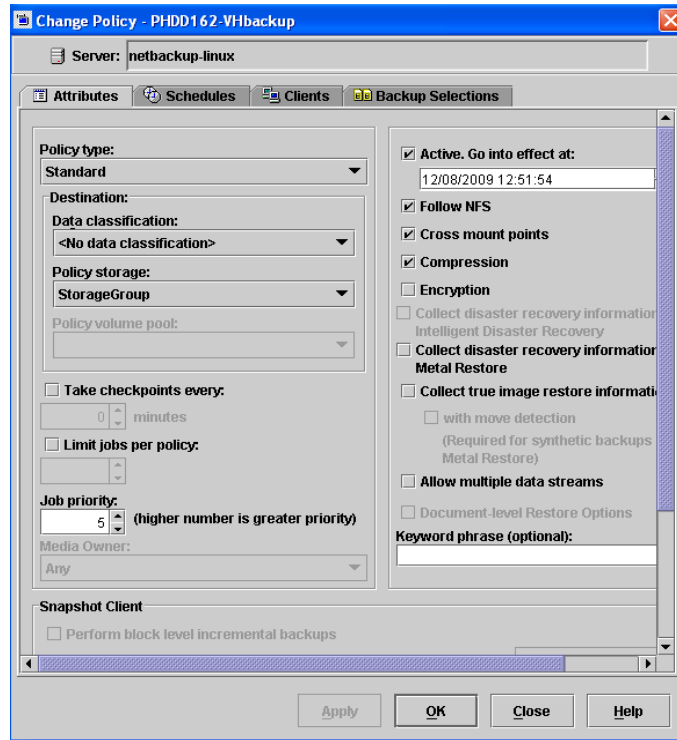 Change Policy - PHDD162-VHbackup
Server: netbackup-linux
Attributes
Schedules
Clients
Backup Selections
Policy type:
Standard
Destination:
Data classification:
<No data classification>
Policy storage:
StorageGroup
Policy volume pool:
Take checkpoints every:
0 minutes
Limit jobs per policy:
Job priority:
5 (higher number is greater priority)
Media Owner:
Any
Active. Go into effect at:
12/08/2009 12:51:54
Follow NFS
Cross mount points
Compression
Encryption
Collect disaster recovery information
Intelligent Disaster Recovery
Collect disaster recovery information
Metal Restore
Collect true image restore informati
with move detection
(Required for synthetic backups
Metal Restore)
Allow multiple data streams
Document-level Restore Options
Keyword phrase (optional):
Snapshot Client
Perform block level incremental backups
Apply
OK
Close
Help